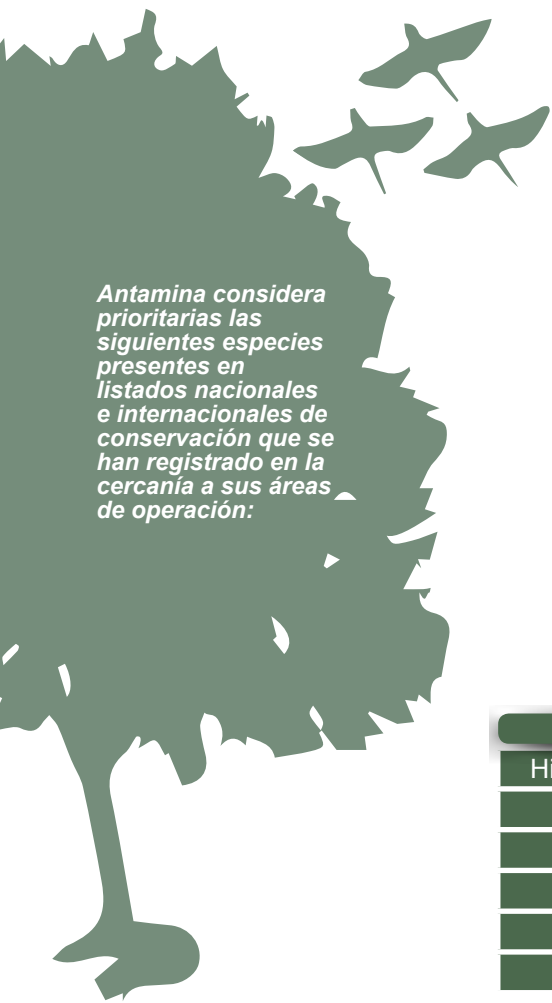 Antamina considera
prioritarias las
siguientes especies
presentes en
listados nacionales
e internacionales de
conservación que se
han registrado en la
cercanía a sus áreas
de operación: